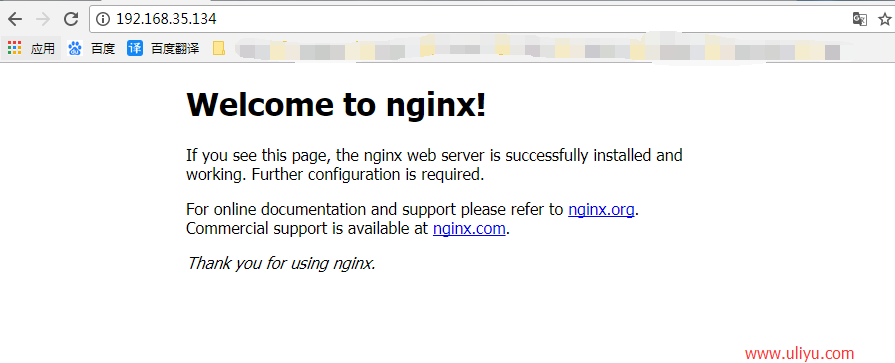 192.168.35.134
应用 百度 译 百度翻译
Welcome to nginx!
If you see this page, the nginx web server is successfully installed and
working. Further configuration is required.
For online documentation and support please refer to nginx.org.
Commercial support is available at nginx.com.
Thank you for using nginx.
www.uliyu.com